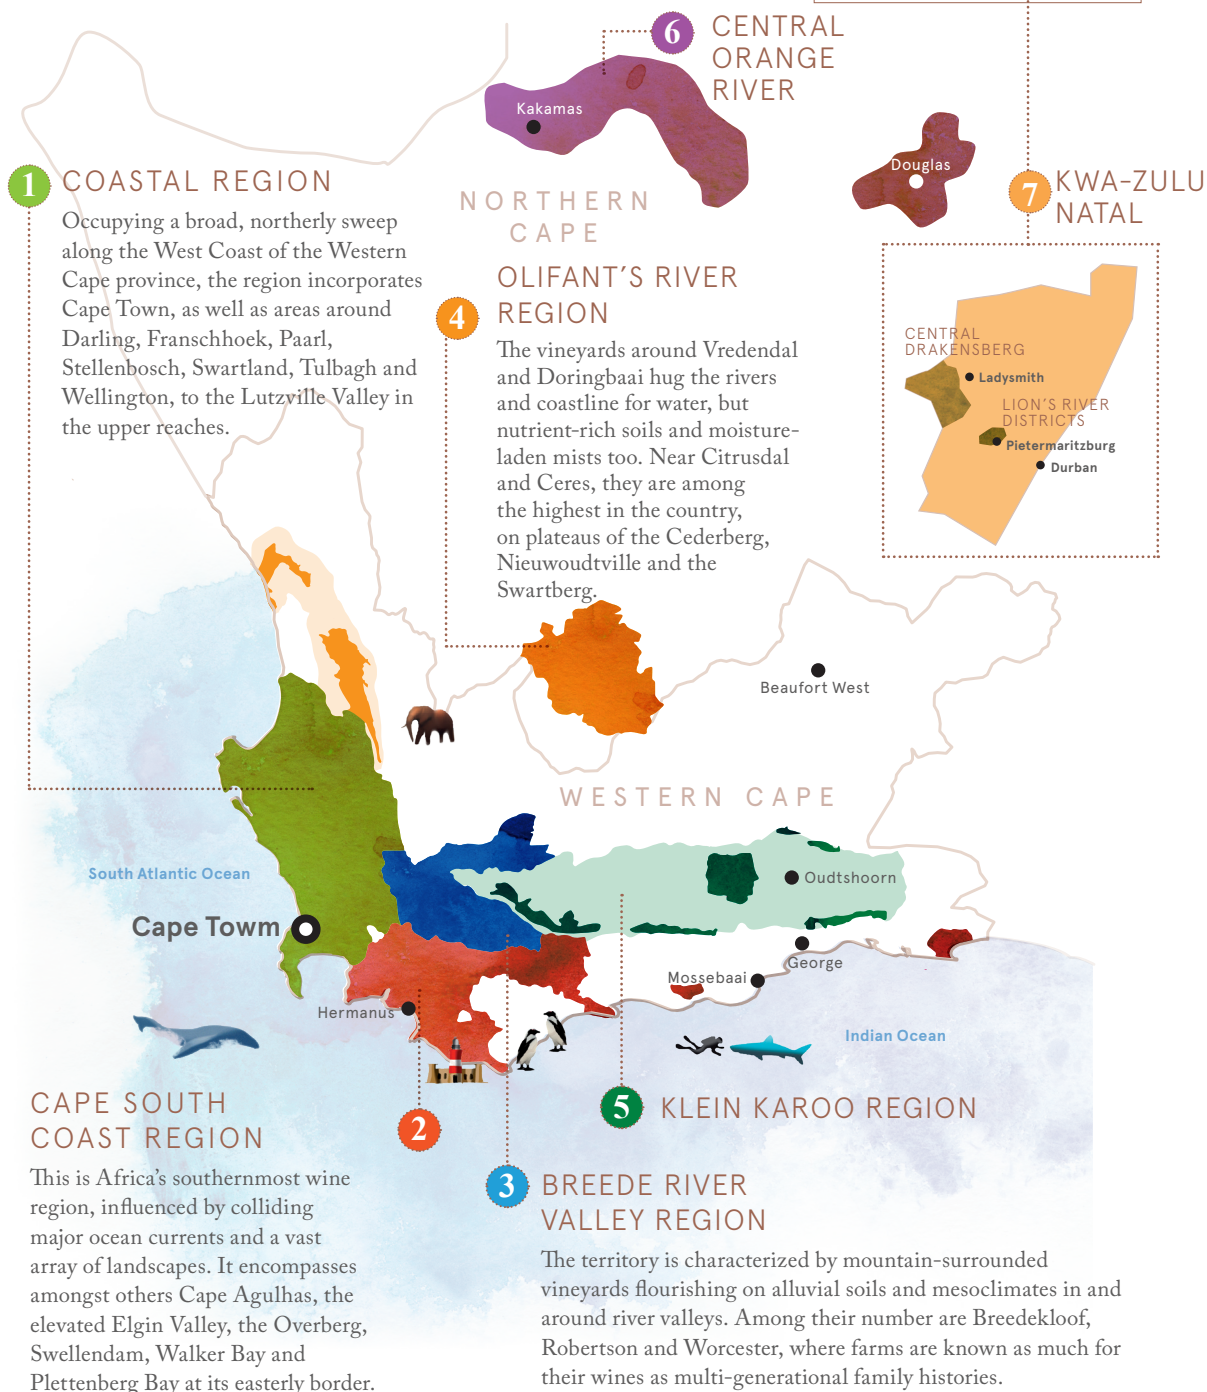 6
CENTRAL
ORANGE
RIVER
Kakamas
Douglas
1
COASTAL REGION
Occupying a broad, northerly sweep
along the West Coast of the Western
Cape province, the region incorporates
Cape Town, as well as areas around
Darling, Franschhoek, Paarl,
Stellenbosch, Swartland, Tulbagh and
Wellington, to the Lutzville Valley in
the upper reaches.
NORTHERN
CAPE
7
KWA-ZULU
NATAL
CENTRAL
DRAKENSBERG
Ladysmith
LION'S RIVER
DISTRICTS
Pietermaritzburg
Durban
4
OLIFANT'S RIVER
REGION
The vineyards around Vredendal
and Doringbaai hug the rivers
and coastline for water, but
nutrient-rich soils and moisture-
laden mists too. Near Citrusdal
and Ceres, they are among
the highest in the country,
on plateaus of the Cederberg,
Nieuwoudtville and the
Swartberg.
Beaufort West
WESTERN CAPE
South Atlantic Ocean
Oudtshoorn
Cape Towm
George
Mossebaai
Hermanus
Indian Ocean
CAPE SOUTH
COAST REGION
2
This is Africa's southernmost wine
region, influenced by colliding
major ocean currents and a vast
array of landscapes. It encompasses
amongst others Cape Agulhas, the
elevated Elgin Valley, the Overberg,
Swellendam, Walker Bay and
Plettenberg Bay at its easterly border.
5
KLEIN KAROO REGION
3
BREEDE RIVER
VALLEY REGION
The territory is characterized by mountain-surrounded
vineyards flourishing on alluvial soils and mesoclimates in and
around river valleys. Among their number are Breedekloof,
Robertson and Worcester, where farms are known as much for
their wines as multi-generational family histories.